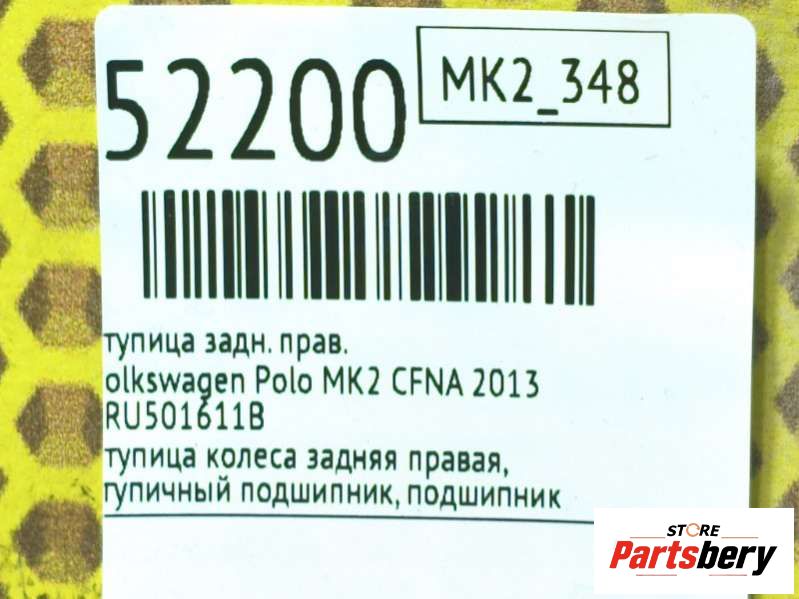 52200
MK2_348
тупица задн. прав.
olkswagen Polo MK2 CFNA 2013
RU501611B
тупица колеса задняя правая,
гупичный подшипник, подшипник
STORE
Partsbery